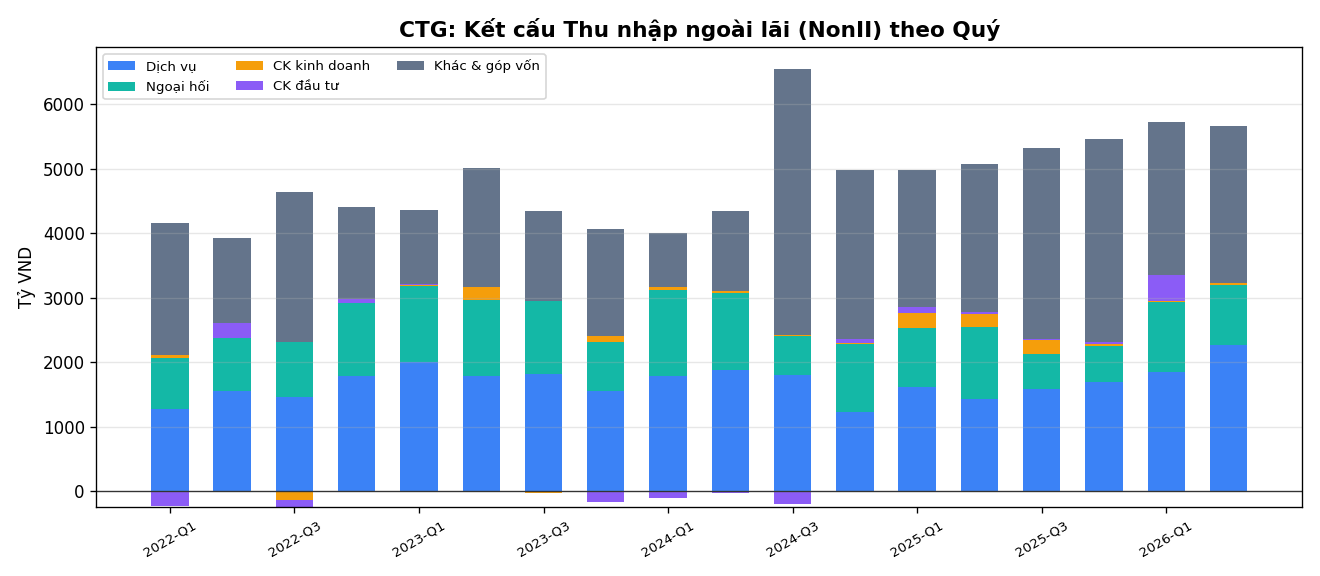 CTG: Kết cấu Thu nhập ngoài lãi (NonII) theo Quý
Dịch vụ
Ngoại hối
CK kinh doanh
CK đầu tư
Khác & góp vốn
Tỷ VND
6000
5000
4000
3000
2000
1000
0
2022-Q1
2022-Q3
2023-Q1
2023-Q3
2024-Q1
2024-Q3
2025-Q1
2025-Q3
2026-Q1